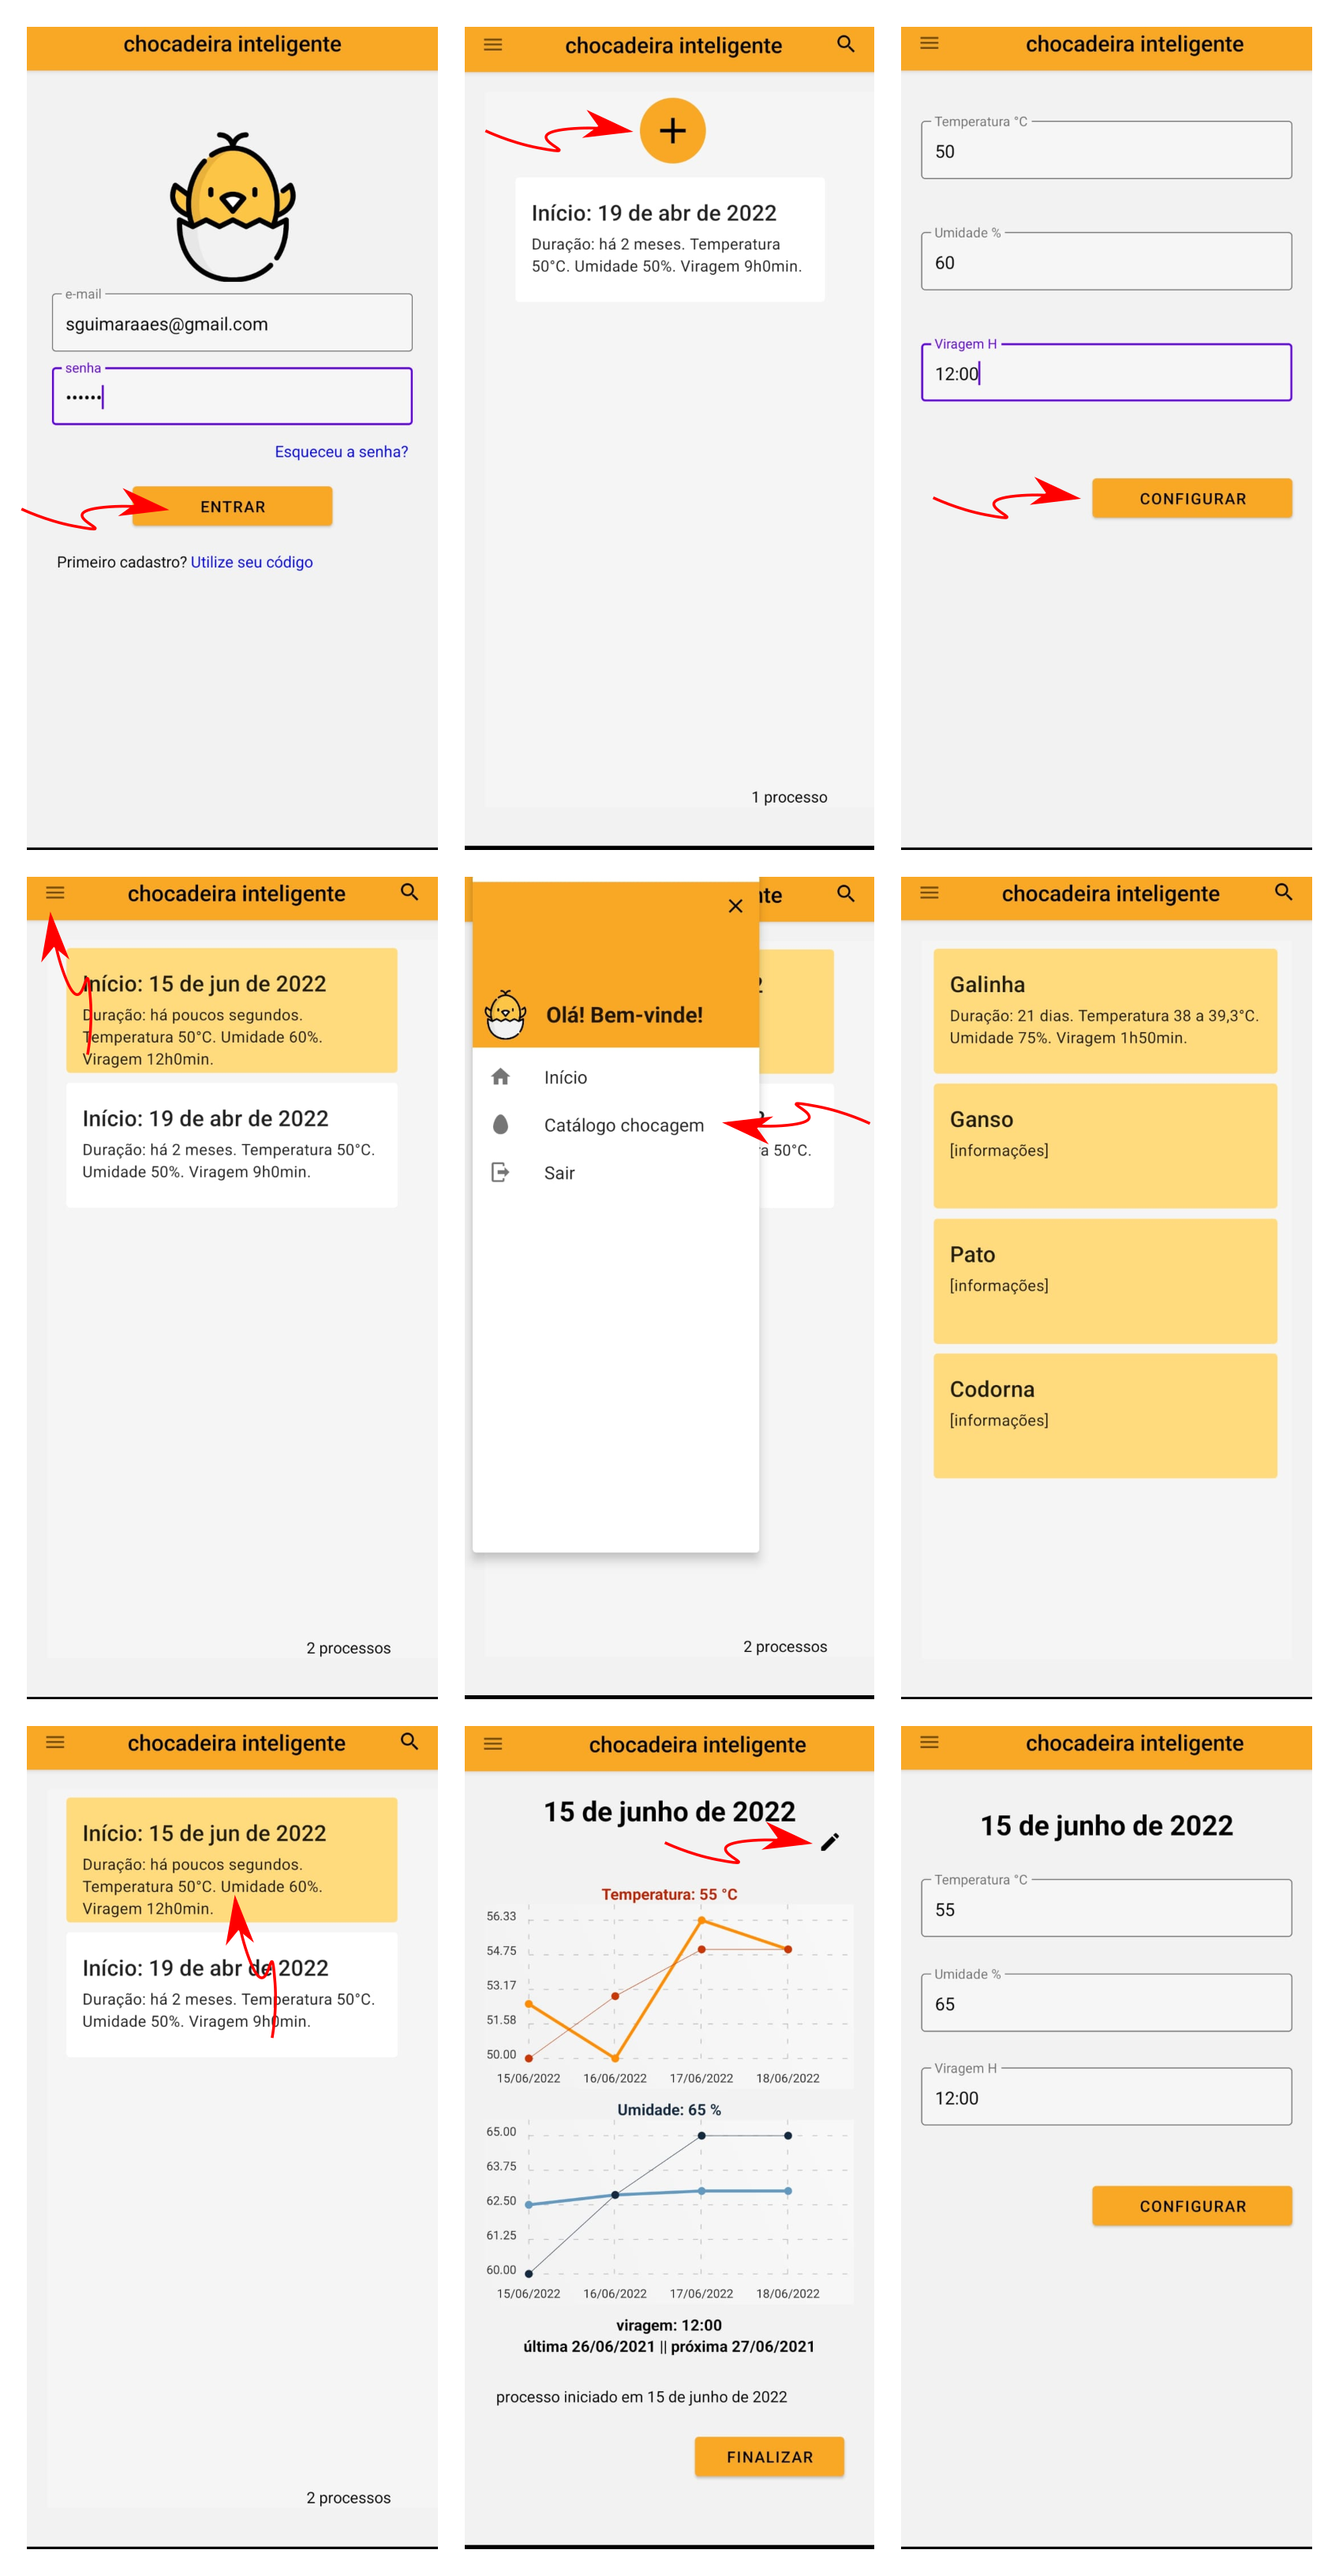 chocadeira inteligente
e-mail
sguimaraaes@gmail.com
senha
••••••
Esqueceu a senha?
ENTRAR
Primeiro cadastro? Utilize seu código
chocadeira inteligente
Início: 19 de abr de 2022
Duração: há 2 meses. Temperatura
50°C. Umidade 50%. Viragem 9h0min.
1 processo
chocadeira inteligente
Temperatura °C
50
Umidade %
60
Viragem H
12:00
CONFIGURAR
chocadeira inteligente
Início: 15 de jun de 2022
Duração: há poucos segundos.
Temperatura 50°C. Umidade 60%.
Viragem 12h0min.
Início: 19 de abr de 2022
Duração: há 2 meses. Temperatura 50°C.
Umidade 50%. Viragem 9h0min.
2 processos
nte
Olá! Bem-vinde!
Início
Catálogo chocagem
Sair
2
ra 50°C.
2 processos
chocadeira inteligente
Galinha
Duração: 21 dias. Temperatura 38 a 39,3°C.
Umidade 75%. Viragem 1h50min.
Ganso
[informações]
Pato
[informações]
Codorna
[informações]
chocadeira inteligente
Início: 15 de jun de 2022
Duração: há poucos segundos.
Temperatura 50°C. Umidade 60%.
Viragem 12h0min.
Início: 19 de abr de 2022
Duração: há 2 meses. Temperatura 50°C.
Umidade 50%. Viragem 9h0min.
2 processos
chocadeira inteligente
15 de junho de 2022
Temperatura: 55 °C
56.33
54.75
53.17
51.58
50.00
15/06/2022 16/06/2022 17/06/2022 18/06/2022
Umidade: 65 %
65.00
63.75
62.50
61.25
60.00
15/06/2022 16/06/2022 17/06/2022 18/06/2022
viragem: 12:00
última 26/06/2021 || próxima 27/06/2021
processo iniciado em 15 de junho de 2022
FINALIZAR
chocadeira inteligente
15 de junho de 2022
Temperatura °C
55
Umidade %
65
Viragem H
12:00
CONFIGURAR